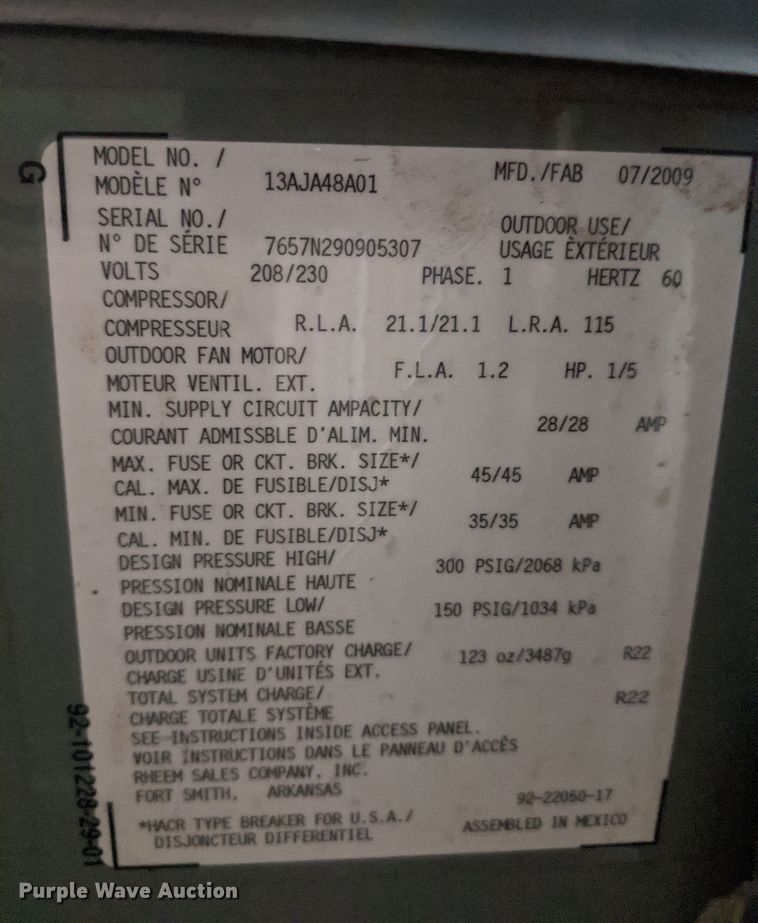 MODEL NO. /
MODÈLE N° 13AJA48A01 MFD./FAB 07/2009
SERIAL NO./ OUTDOOR USE/
N° DE SÉRIE 7657N290905307 USAGE ÈXTÉRIEUR
VOLTS 208/230 PHASE. 1 HERTZ 60
COMPRESSOR/
COMPRESSEUR R.L.A. 21.1/21.1 L.R.A. 115
OUTDOOR FAN MOTOR/
MOTEUR VENTIL. EXT. F.L.A. 1.2 HP. 1/5
MIN. SUPPLY CIRCUIT AMPACITY/
COURANT ADMISSBLE D'ALIM. MIN. 28/28 AMP
MAX. FUSE OR CKT. BRK. SIZE*/
CAL. MAX. DE FUSIBLE/DISJ* 45/45 AMP
MIN. FUSE OR CKT. BRK. SIZE*/
CAL. MIN. DE FUSIBLE/DISJ* 35/35 AMP
DESIGN PRESSURE HIGH/
PRESSION NOMINALE HAUTE 300 PSIG/2068 kPa
DESIGN PRESSURE LOW/
PRESSION NOMINALE BASSE 150 PSIG/1034 kPa
OUTDOOR UNITS FACTORY CHARGE/
CHARGE USINE D'UNITÉS EXT. 123 oz/3487g R22
TOTAL SYSTEM CHARGE/
CHARGE TOTALE SYSTÈME R22
SEE INSTRUCTIONS INSIDE ACCESS PANEL.
VOIR INSTRUCTIONS DANS LE PANNEAU D'ACCÈS
RHEEM SALES COMPANY, INC.
FORT SMITH, ARKANSAS 92-22050-17
*HACR TYPE BREAKER FOR U.S.A./
DISJONCTEUR DIFFERENTIEL ASSEMBLED IN MEXICO
G
92-101228-29-01
Purple Wave Auction